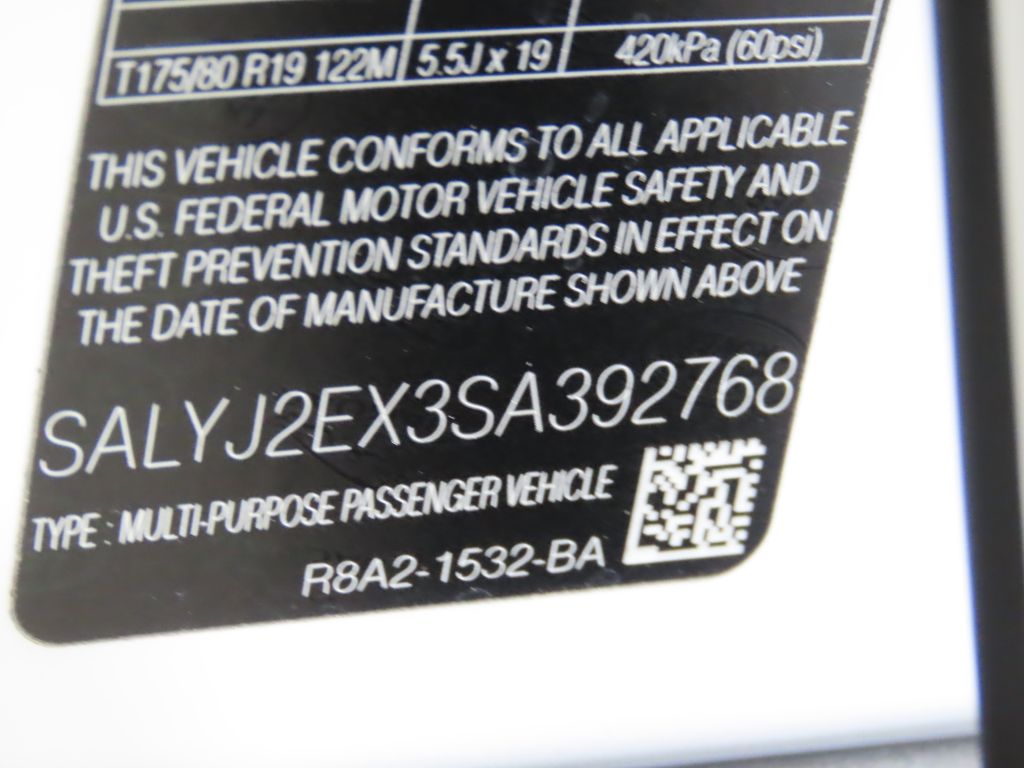 T175/80 R19 122M 5.5J x 19 420kPa (60psi)
THIS VEHICLE CONFORMS TO ALL APPLICABLE
U.S. FEDERAL MOTOR VEHICLE SAFETY AND
THEFT PREVENTION STANDARDS IN EFFECT ON
THE DATE OF MANUFACTURE SHOWN ABOVE
SALYJ2EX3SA392768
TYPE : MULTI-PURPOSE PASSENGER VEHICLE
R8A2-1532-BA